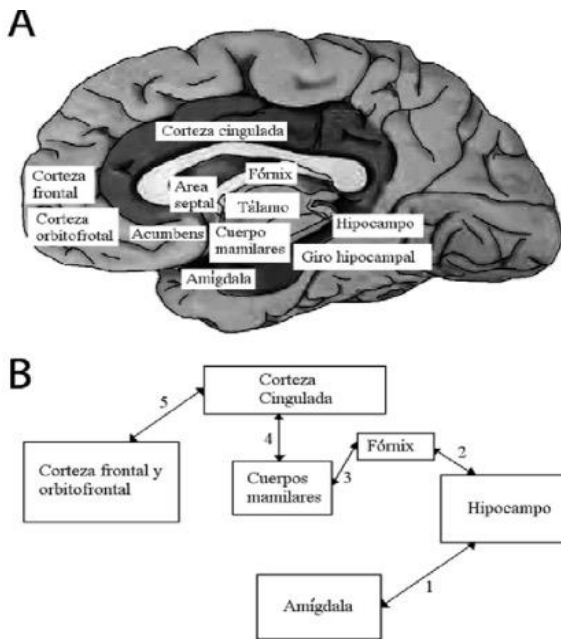 A
Corteza cingulada
Corteza
frontal
Area
septal
Fórnix
Tálamo
Corteza
orbitofrotal
Acumbens
Cuerpo
mamilares
Hipocampo
Giro hipocampal
Amígdala
B
Corteza
Cingulada
5
4
Fórnix
2
Corteza frontal y
orbitofrontal
Cuerpos
mamilares
3
Hipocampo
1
Amígdala